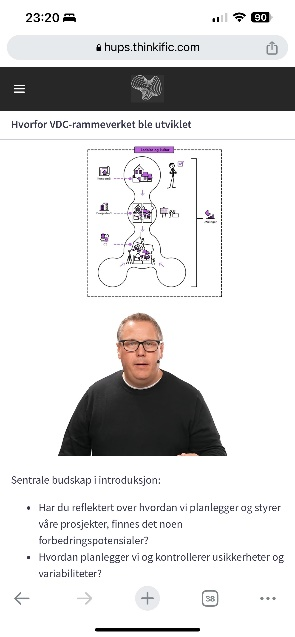 23:20
90
hups.thinkific.com
Hvorfor VDC-rammeverket ble utviklet
Sentrale budskap i introduksjon:
• Har du reflektert over hvordan vi planlegger og styrer
våre prosjekter, finnes det noen
forbedringspotensialer?
• Hvordan planlegger vi og kontrollerer usikkerheter og
variabiliteter?
38